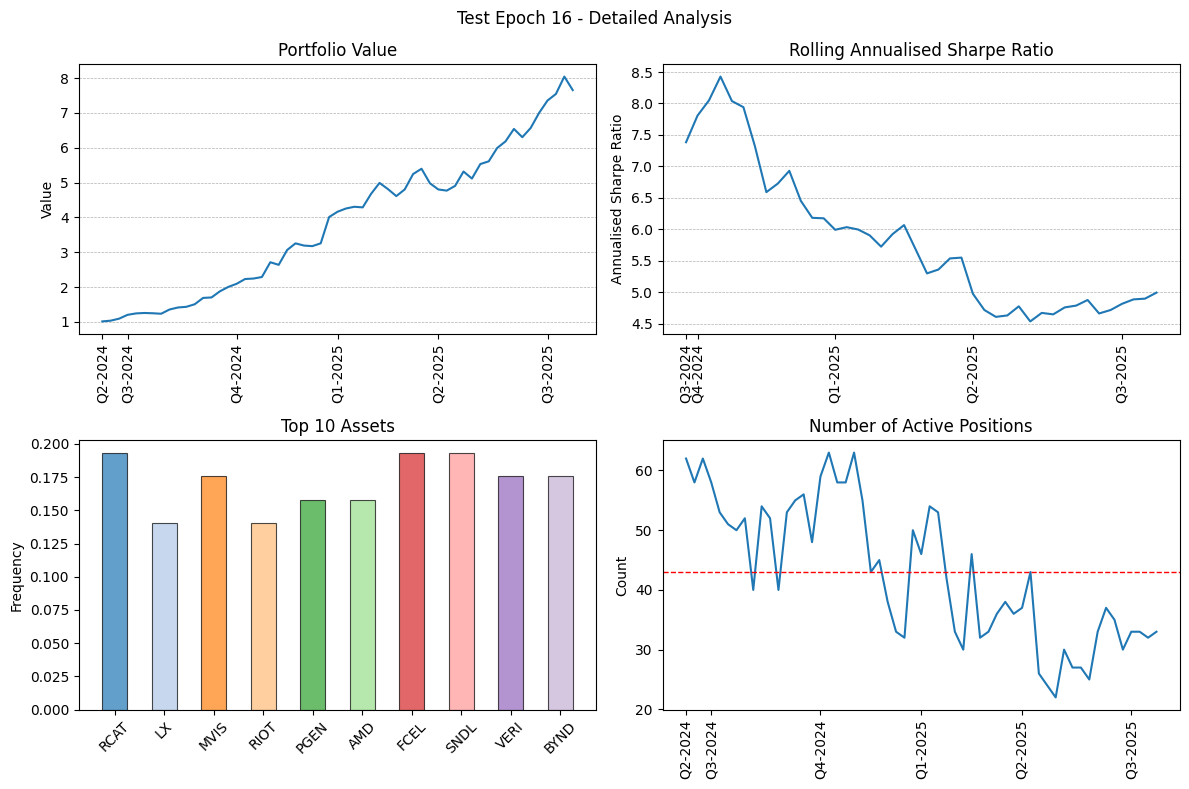 Test Epoch 16 - Detailed Analysis
Portfolio Value
Value
8
7
6
5
4
3
2
1
Q2-2024
Q3-2024
Q4-2024
Q1-2025
Q2-2025
Q3-2025
Rolling Annualised Sharpe Ratio
Annualised Sharpe Ratio
8.5
8.0
7.5
7.0
6.5
6.0
5.5
5.0
4.5
Q3-2024
Q4-2024
Q1-2025
Q2-2025
Q3-2025
Top 10 Assets
Frequency
0.200
0.175
0.150
0.125
0.100
0.075
0.050
0.025
0.000
RCAT
LX
MVIS
RIOT
PGEN
AMD
FCEL
SNDL
VERI
BYND
Number of Active Positions
Count
60
50
40
30
20
Q2-2024
Q3-2024
Q4-2024
Q1-2025
Q2-2025
Q3-2025